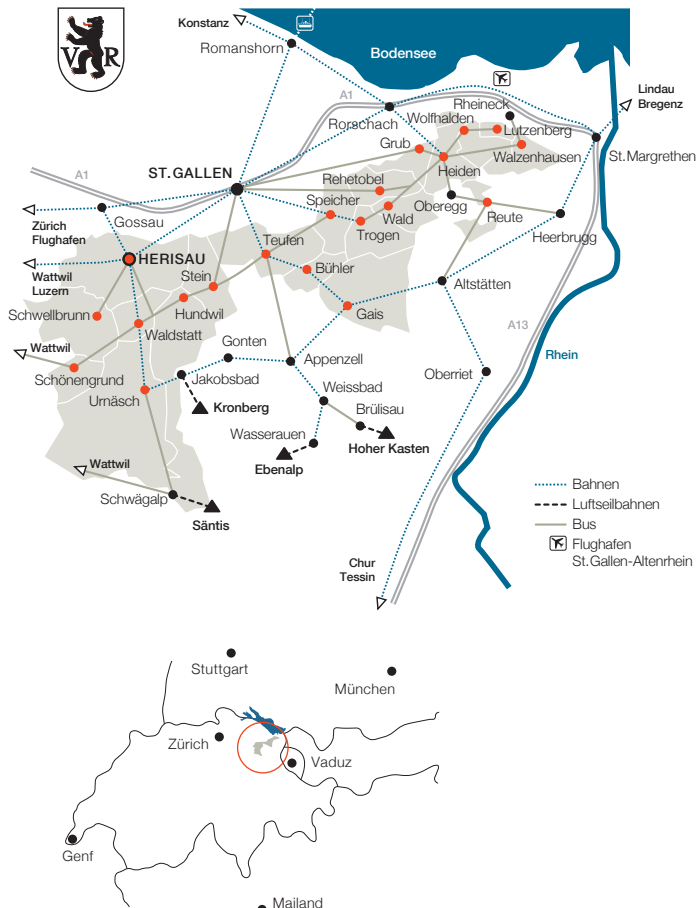 Konstanz
Romanshorn
V R
Bodensee
Lindau
Bregenz
A1
Rheineck
Rorschach
Wolfhalden
Lutzenberg
Grub
Walzenhausen
St. Margrethen
A1
ST. GALLEN
Heiden
Rehetobel
Speicher
Oberegg
Wald
Reute
Gossau
Trogen
Zürich
Flughafen
Teufen
Heerbrugg
HERISAU
Wattwil
Luzern
Stein
Bühler
Altstätten
Hundwil
Schwellbrunn
Gais
Waldstatt
A13
Wattwil
Gonten
Appenzell
Rhein
Schönengrund
Jakobsbad
Oberriet
Urnäsch
Weissbad
Kronberg
Brülisau
Wasserauen
Hoher Kasten
Ebenalp
Wattwil
Schwägalp
Säntis
Bahnen
Luftseilbahnen
Bus
Flughafen
St. Gallen-Altenrhein
Chur
Tessin
Stuttgart
München
Zürich
Vaduz
Genf
Mailand